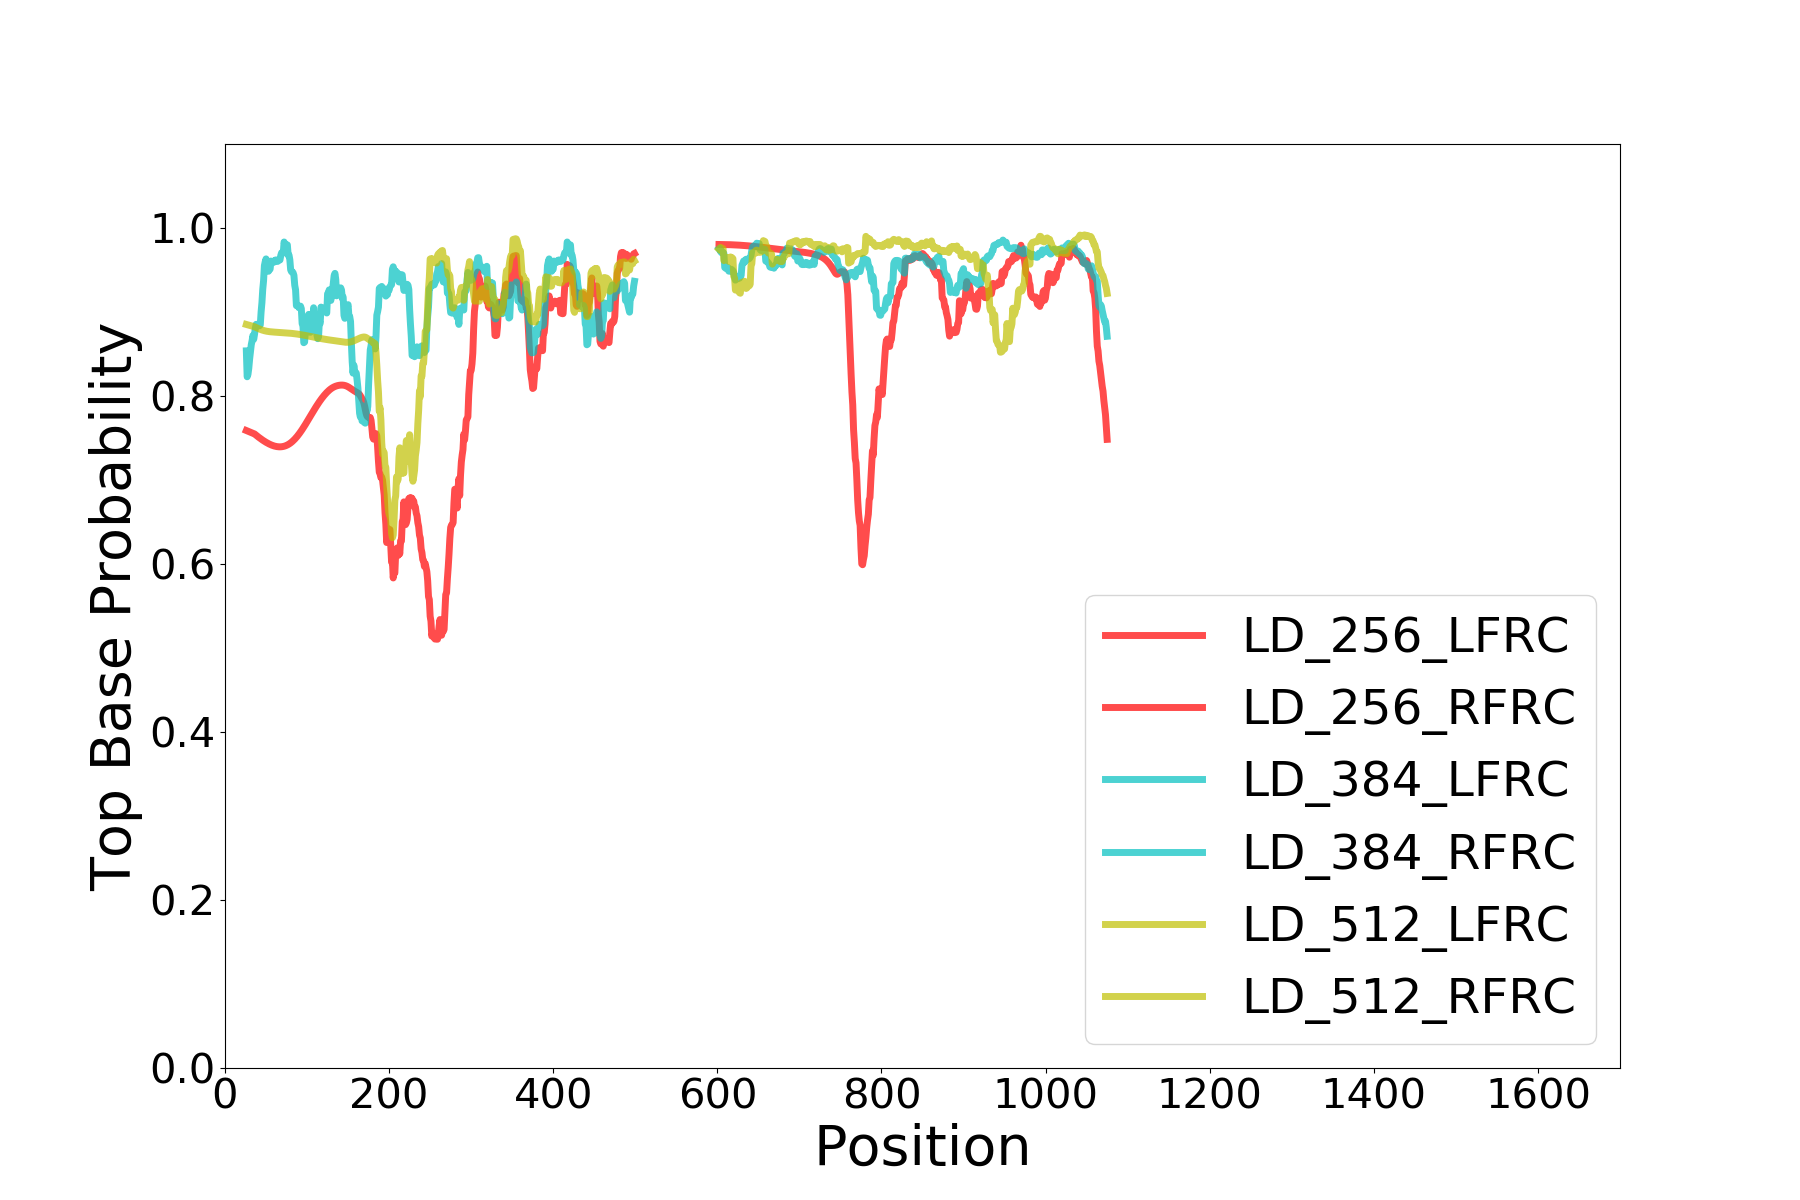 Top Base Probability
1.0
0.8
0.6
0.4
0.2
0.0
0 200 400 600 800 1000 1200 1400 1600
Position
LD_256_LFRC
LD_256_RFRC
LD_384_LFRC
LD_384_RFRC
LD_512_LFRC
LD_512_RFRC